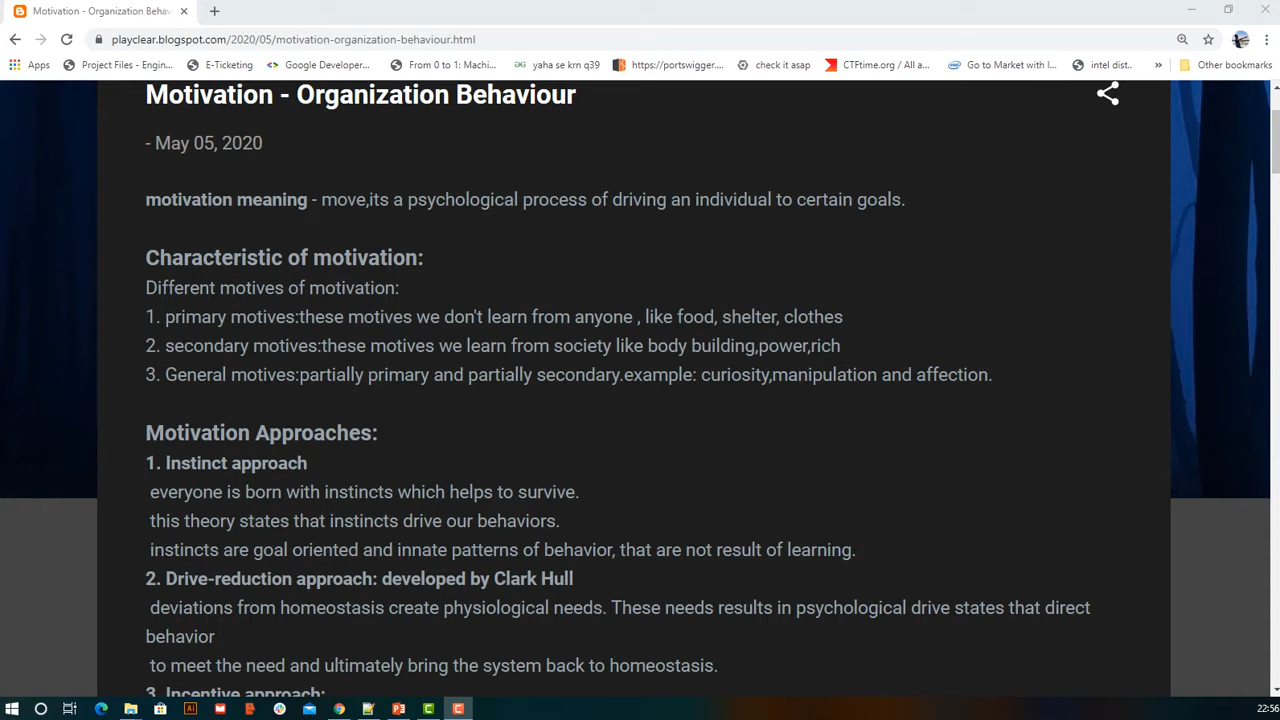 Motivation - Organization Behav
playclear.blogspot.com/2020/05/motivation-organization-behaviour.html
Apps Project Files - Engin... E-Ticketing Google Developer... From 0 to 1: Machi... yaha se krn q39 https://portswigger.... check it asap CTFtime.org / All a... Go to Market with I... intel dist.. » Other bookmarks
Motivation - Organization Behaviour
- May 05, 2020
motivation meaning - move,its a psychological process of driving an individual to certain goals.
Characteristic of motivation:
Different motives of motivation:
1. primary motives:these motives we don't learn from anyone , like food, shelter, clothes
2. secondary motives:these motives we learn from society like body building,power,rich
3. General motives:partially primary and partially secondary.example: curiosity,manipulation and affection.
Motivation Approaches:
1. Instinct approach
everyone is born with instincts which helps to survive.
this theory states that instincts drive our behaviors.
instincts are goal oriented and innate patterns of behavior, that are not result of learning.
2. Drive-reduction approach: developed by Clark Hull
deviations from homeostasis create physiological needs. These needs results in psychological drive states that direct
behavior
to meet the need and ultimately bring the system back to homeostasis.
3. Incentive approach:
22:56